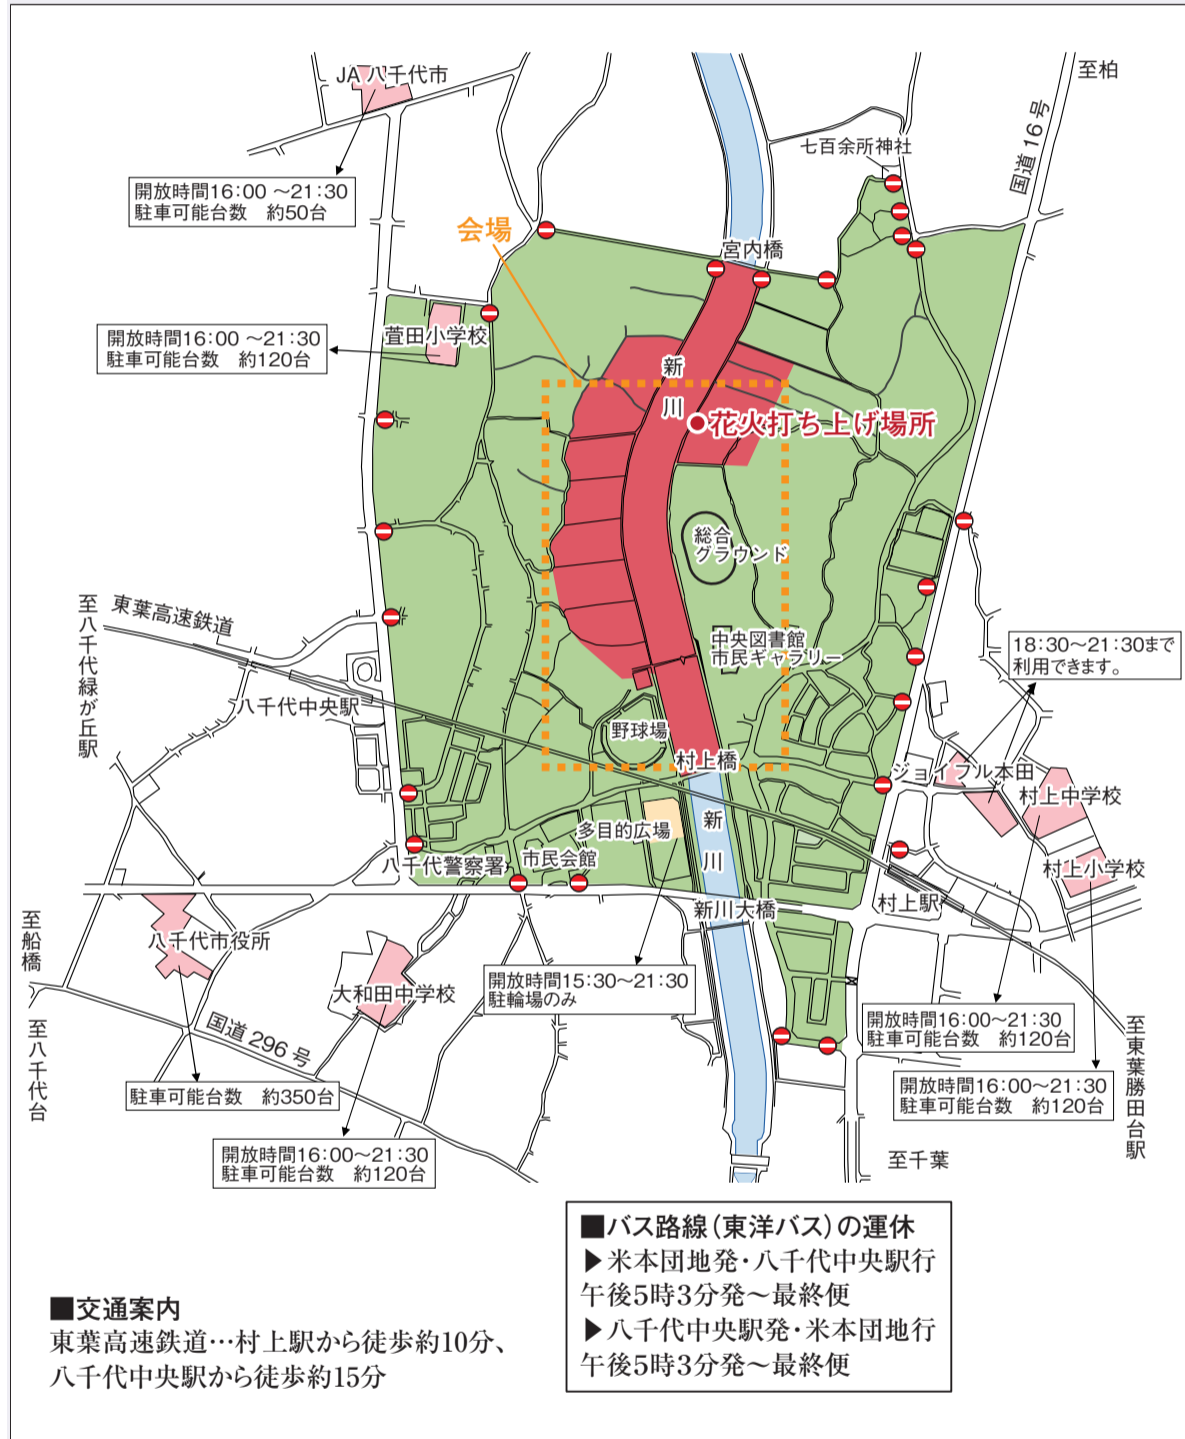 JA 八千代市
至柏
国道16号
七百余所神社
開放時間16:00 ～21:30
駐車可能台数　約50台
会場
宮内橋
萱田小学校
開放時間16:00 ～21:30
駐車可能台数　約120台
新
川
花火打ち上げ場所
総合
グラウンド
至八千代緑が丘駅
東葉高速鉄道
中央図書館
市民ギャラリー
18:30～21:30まで
利用できます。
八千代中央駅
野球場
村上橋
ジョイフル本田
村上中学校
多目的広場
新
川
八千代警察署
市民会館
村上小学校
村上駅
新川大橋
至船橋
八千代市役所
大和田中学校
開放時間15:30～21:30
駐輪場のみ
国道296号
開放時間16:00～21:30
駐車可能台数　約120台
至八千代台
至東葉勝田台駅
駐車可能台数　約350台
開放時間16:00～21:30
駐車可能台数　約120台
開放時間16:00～21:30
駐車可能台数　約120台
至千葉
■バス路線（東洋バス）の運休
▶米本団地発・八千代中央駅行
午後5時3分発～最終便
▶八千代中央駅発・米本団地行
午後5時3分発～最終便
■交通案内
東葉高速鉄道…村上駅から徒歩約10分、
八千代中央駅から徒歩約15分